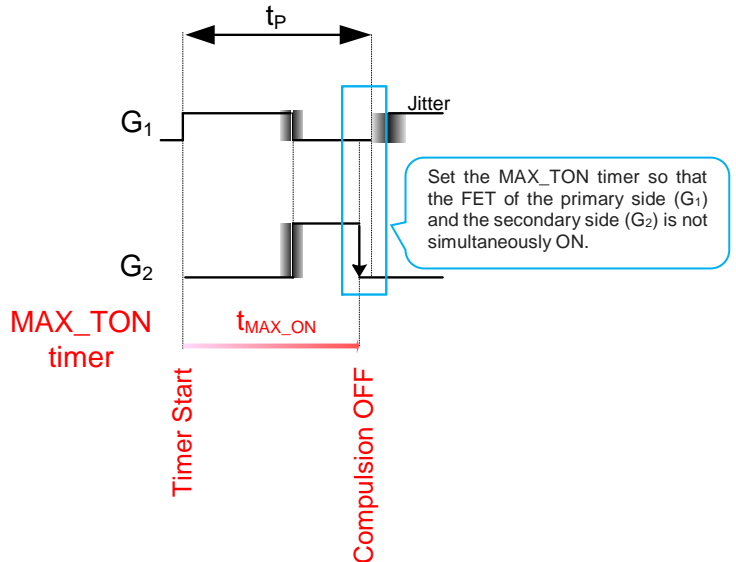 tP
G1
Jitter
Set the MAX_TON timer so that
the FET of the primary side (G1)
and the secondary side (G2) is not
simultaneously ON.
G2
MAX_TON
timer
tMAX_ON
Timer Start
Compulsion OFF